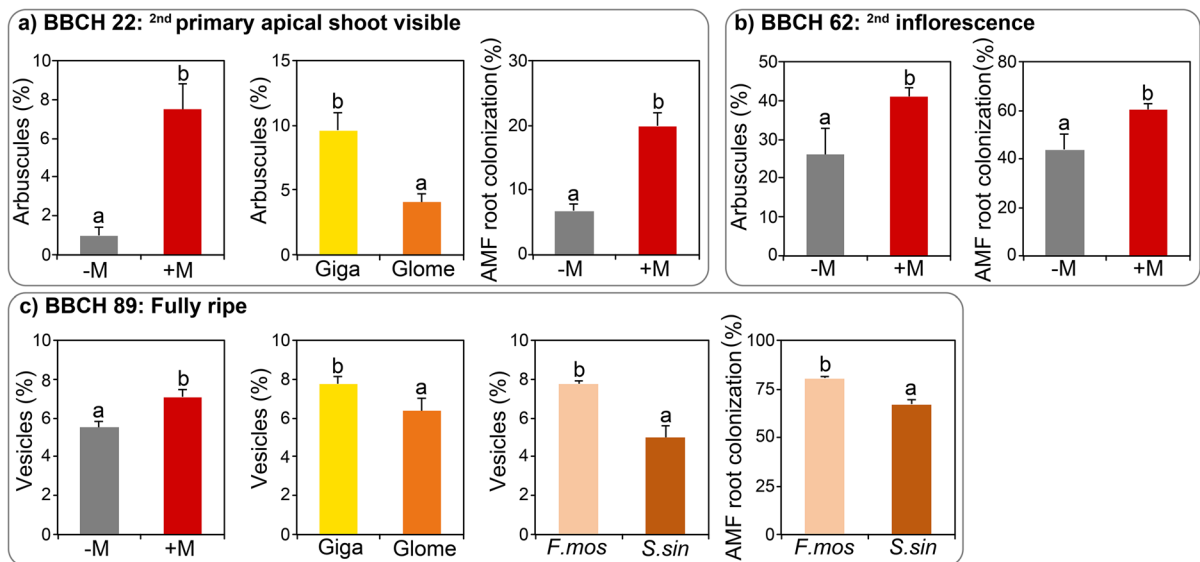 a) BBCH 22: 2nd primary apical shoot visible
Arbuscules (%)
10
8
6
4
2
0
a
b
-M
+M
Arbuscules (%)
15
10
5
0
b
a
Giga
Glome
AMF root colonization(%)
30
20
10
0
a
b
-M
+M
b) BBCH 62: 2nd inflorescence
Arbuscules (%)
50
40
30
20
10
0
a
b
-M
+M
AMF root colonization(%)
80
60
40
20
0
a
b
-M
+M
c) BBCH 89: Fully ripe
Vesicles (%)
10
8
6
4
2
0
a
b
-M
+M
Vesicles (%)
10
8
6
4
2
0
b
a
Giga
Glome
Vesicles (%)
8
6
4
2
0
b
a
F.mos
S.sin
AMF root colonization(%)
100
75
50
25
0
b
a
F.mos
S.sin